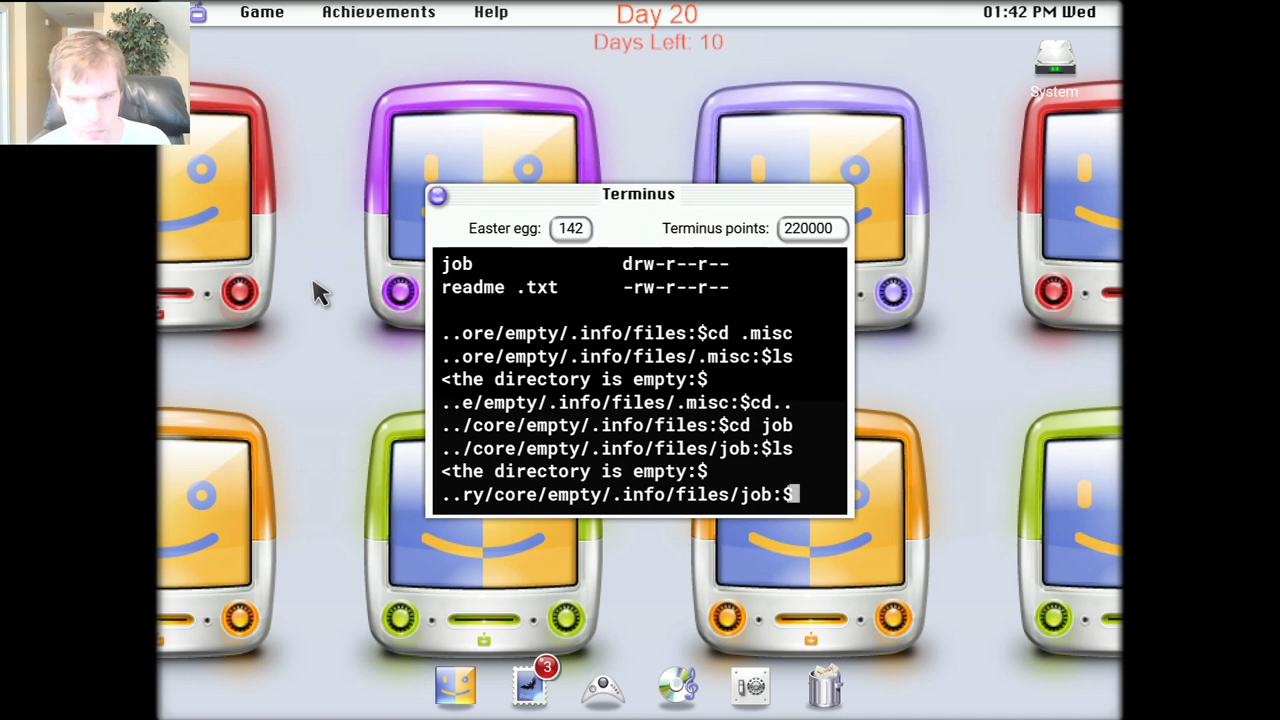 Game Achievements Help
Day 20
Days Left: 10
01:42 PM Wed
System
Terminus
Easter egg: 142 Terminus points: 220000
job drw-r--r--
readme .txt -rw-r--r--
..ore/empty/.info/files:$cd .misc
..ore/empty/.info/files/.misc:$ls
<the directory is empty:$
..e/empty/.info/files/.misc:$cd..
../core/empty/.info/files:$cd job
../core/empty/.info/files/job:$ls
<the directory is empty:$
..ry/core/empty/.info/files/job:$
3